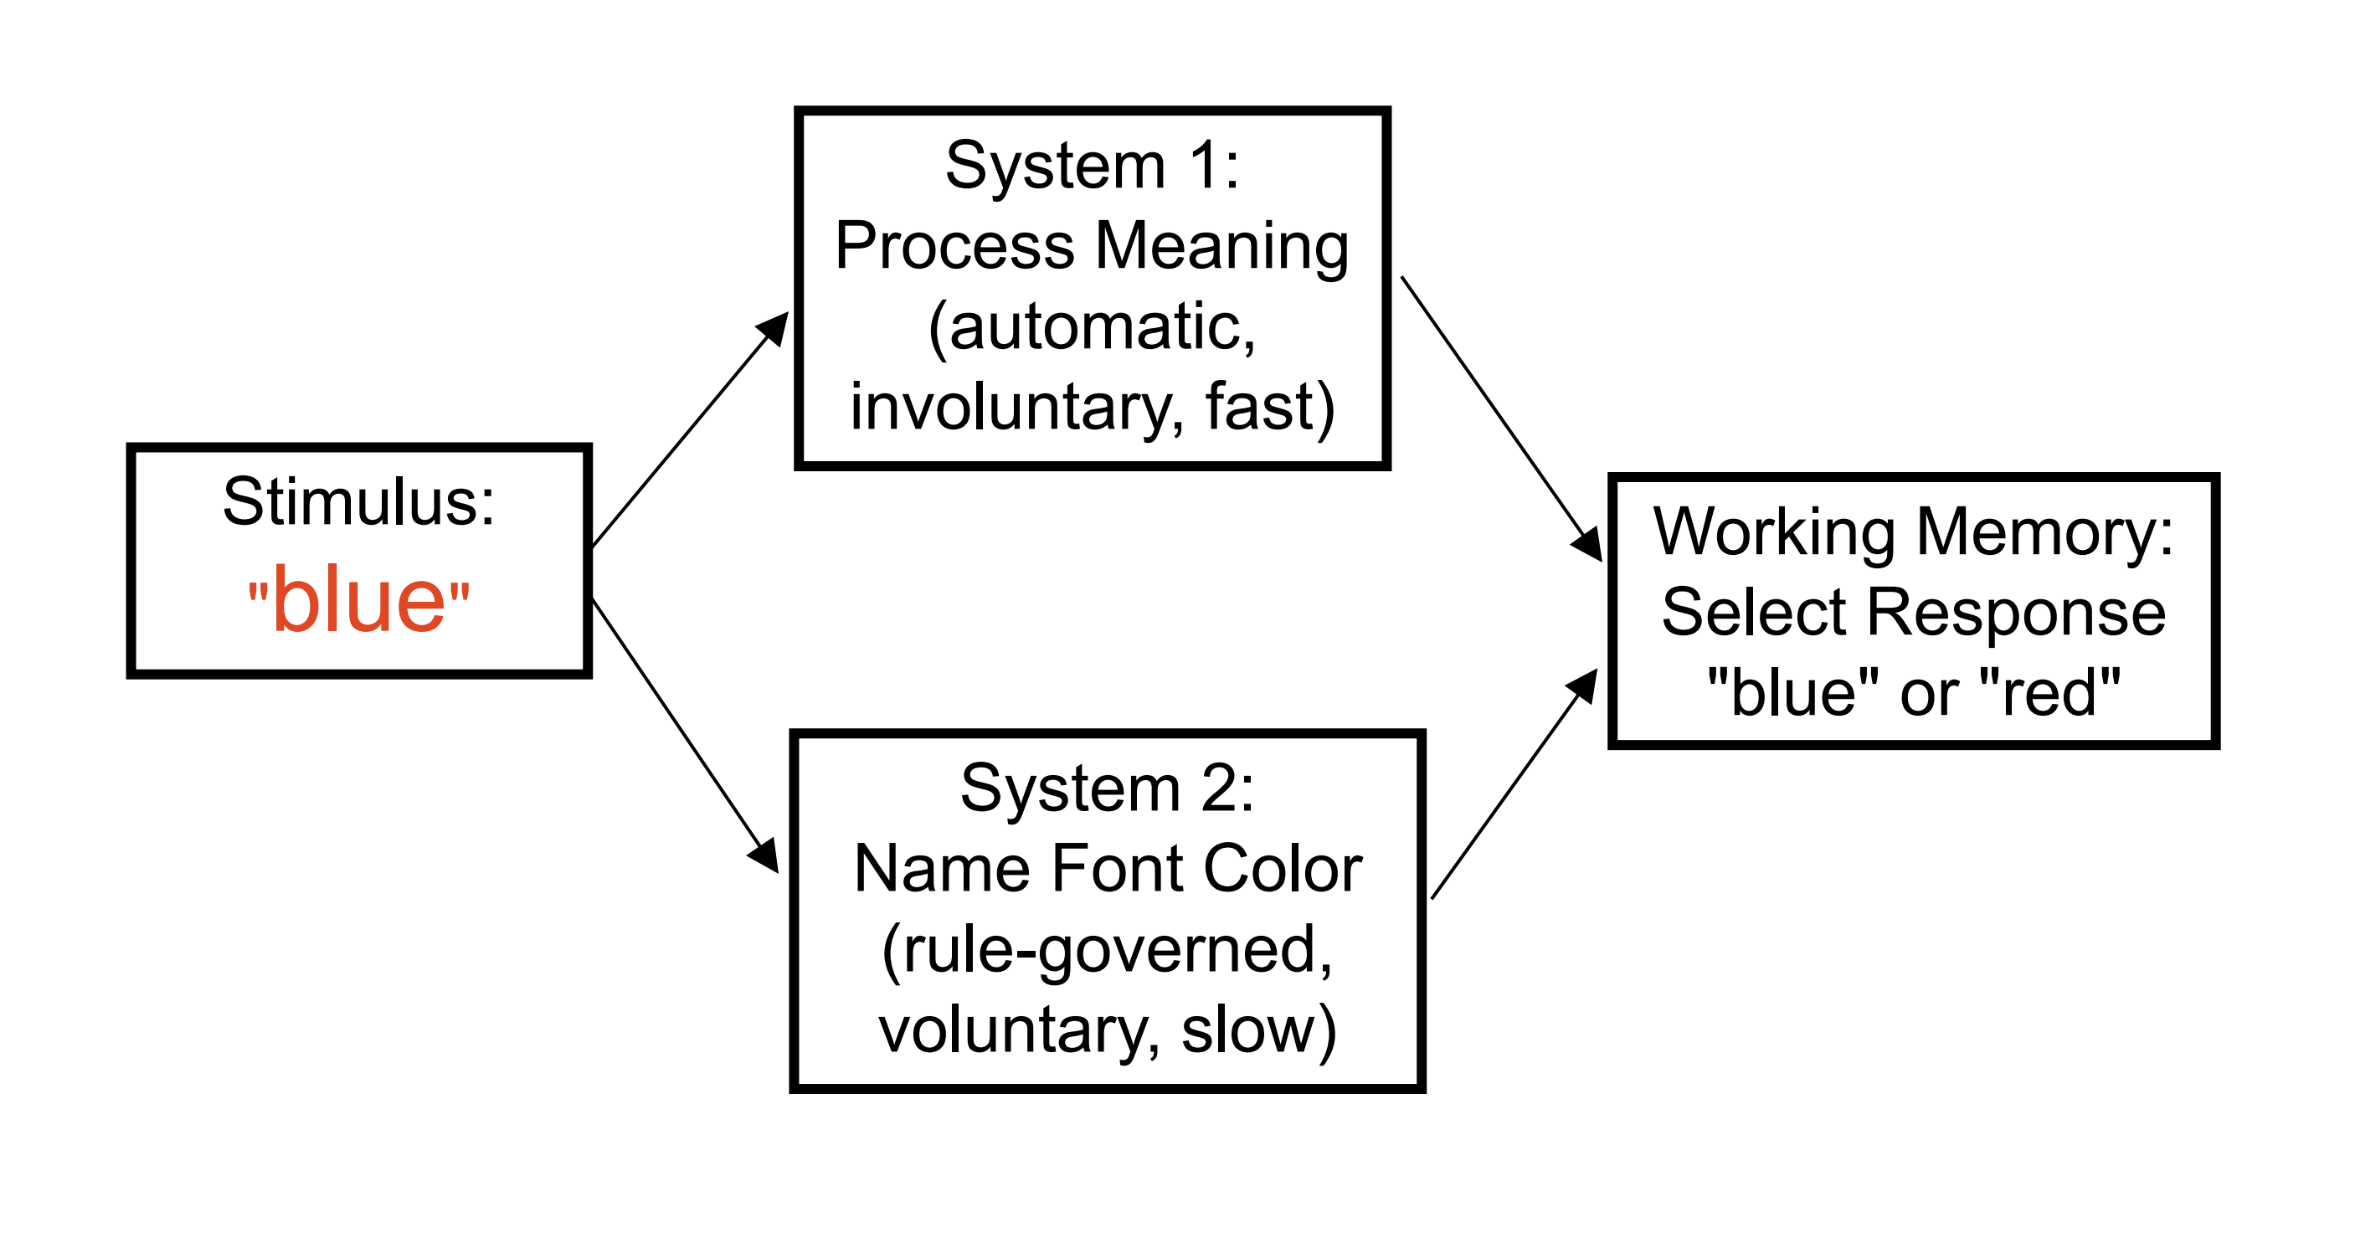 Stimulus:
"blue"
System 1:
Process Meaning
(automatic,
involuntary, fast)
System 2:
Name Font Color
(rule-governed,
voluntary, slow)
Working Memory:
Select Response
"blue" or "red"